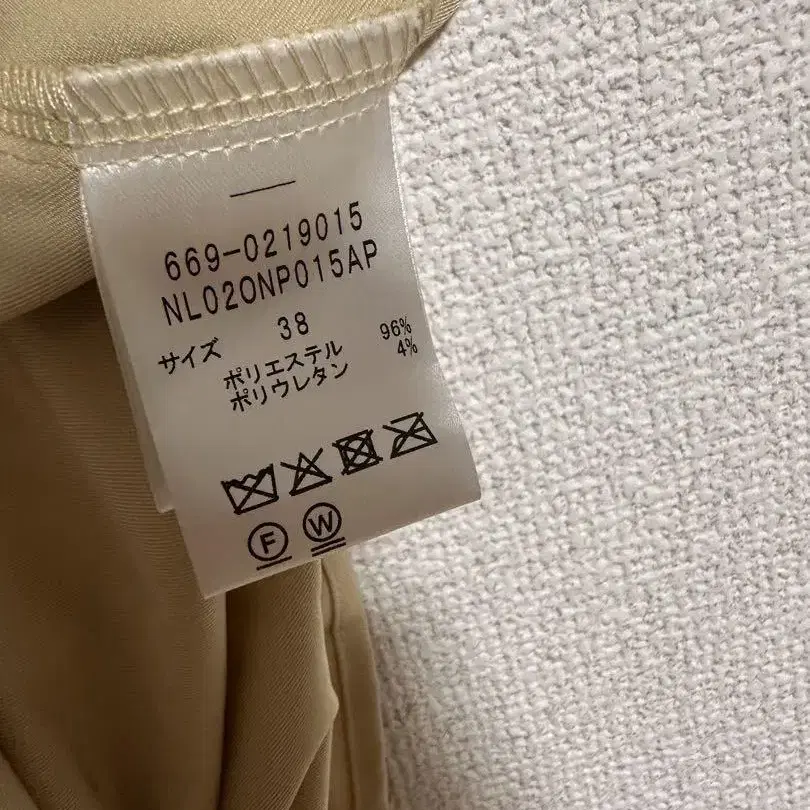 669-0219015
NL02ONP015AP
サイズ 38
ポリエステル 96%
ポリウレタン 4%
F W